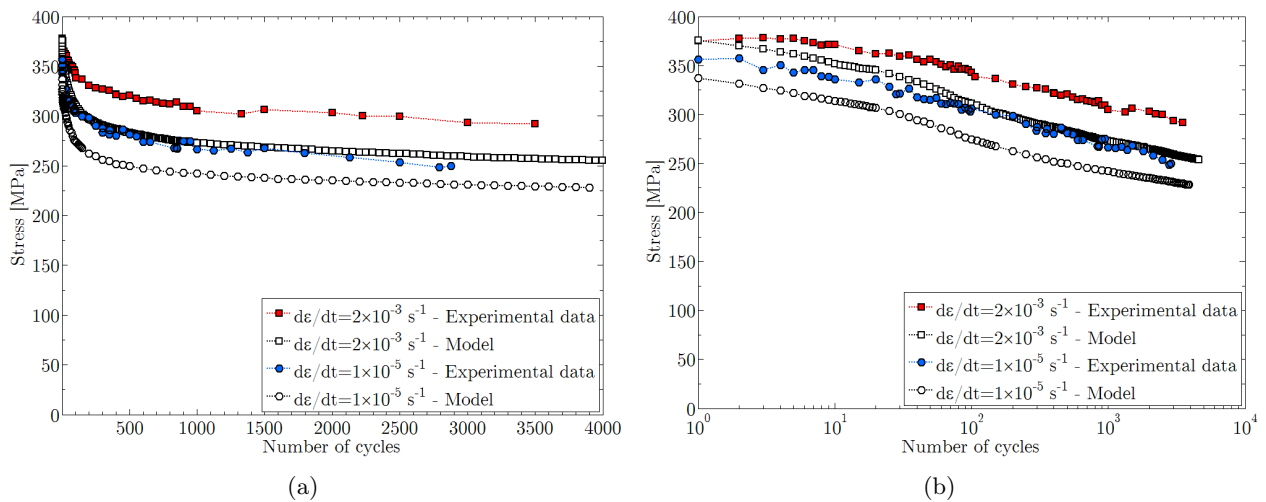 400
350
300
250
200
150
100
50
0
Stress [MPa]
500 1000 1500 2000 2500 3000 3500 4000
Number of cycles
dε/dt=2×10⁻³ s⁻¹ - Experimental data
dε/dt=2×10⁻³ s⁻¹ - Model
dε/dt=1×10⁻⁵ s⁻¹ - Experimental data
dε/dt=1×10⁻⁵ s⁻¹ - Model
(a)
400
350
300
250
200
150
100
50
0
Stress [MPa]
10⁰ 10¹ 10² 10³ 10⁴
Number of cycles
dε/dt=2×10⁻³ s⁻¹ - Experimental data
dε/dt=2×10⁻³ s⁻¹ - Model
dε/dt=1×10⁻⁵ s⁻¹ - Experimental data
dε/dt=1×10⁻⁵ s⁻¹ - Model
(b)